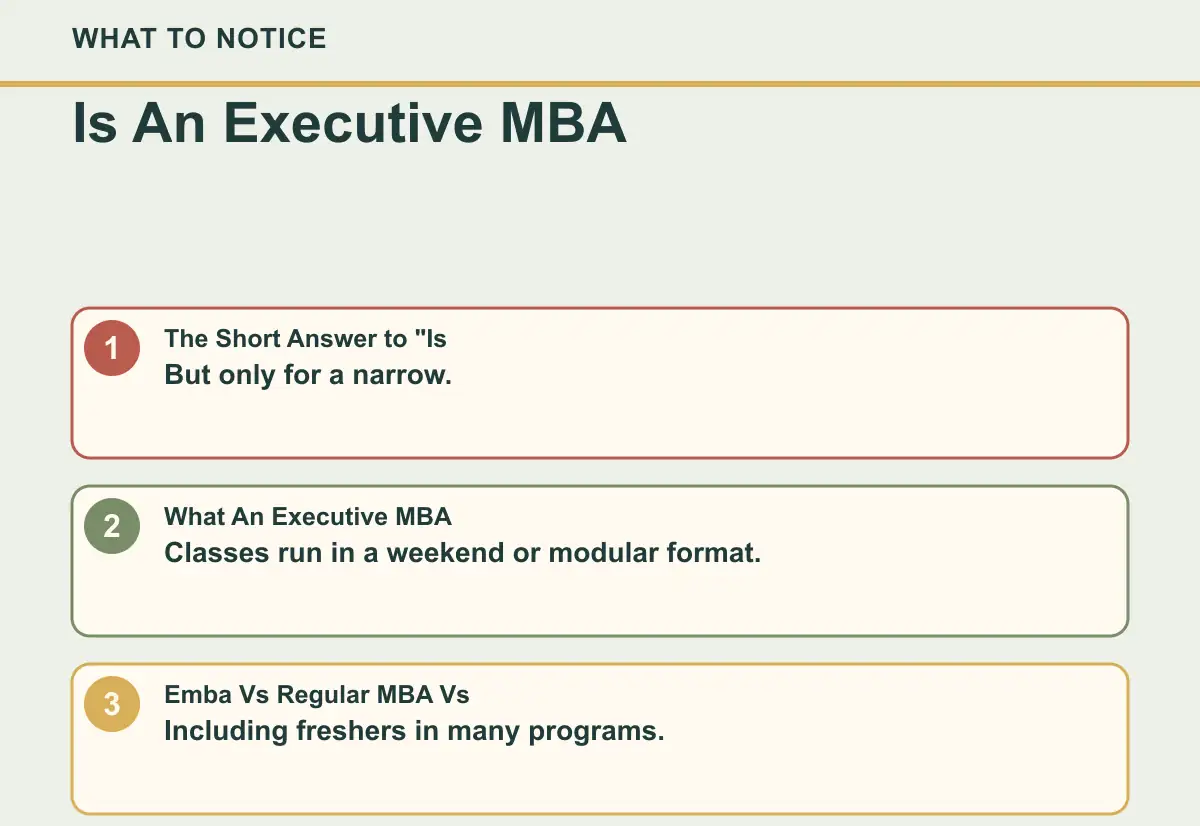 WHAT TO NOTICE
Is An Executive MBA
1
The Short Answer to "Is
But only for a narrow.
2
What An Executive MBA
Classes run in a weekend or modular format.
3
Emba Vs Regular MBA Vs
Including freshers in many programs.